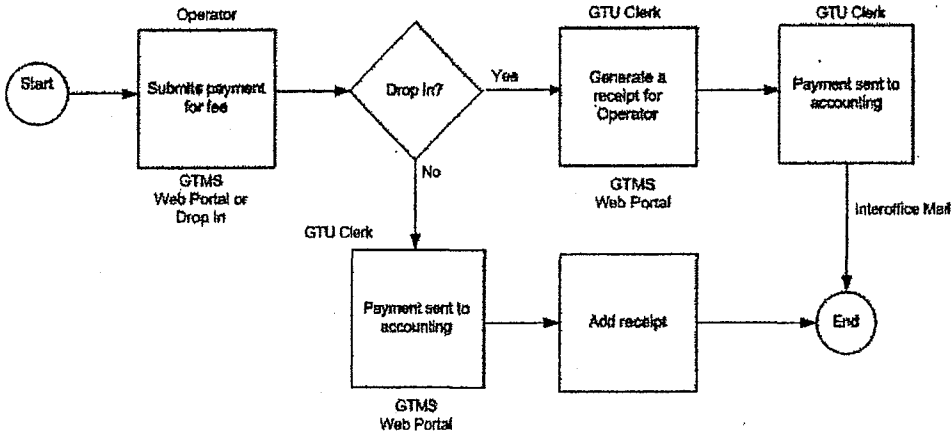 Operator
GTU Clerk
GTU Clerk
Start
Submits payment
for fee
Drop In?
Yes
Generate a
receipt for
Operator
Payment sent to
accounting
GTMS
Web Portal or
Drop In
No
GTMS
Web Portal
Interoffice Mail
GTU Clerk
Payment sent to
accounting
Add receipt
End
GTMS
Web Portal